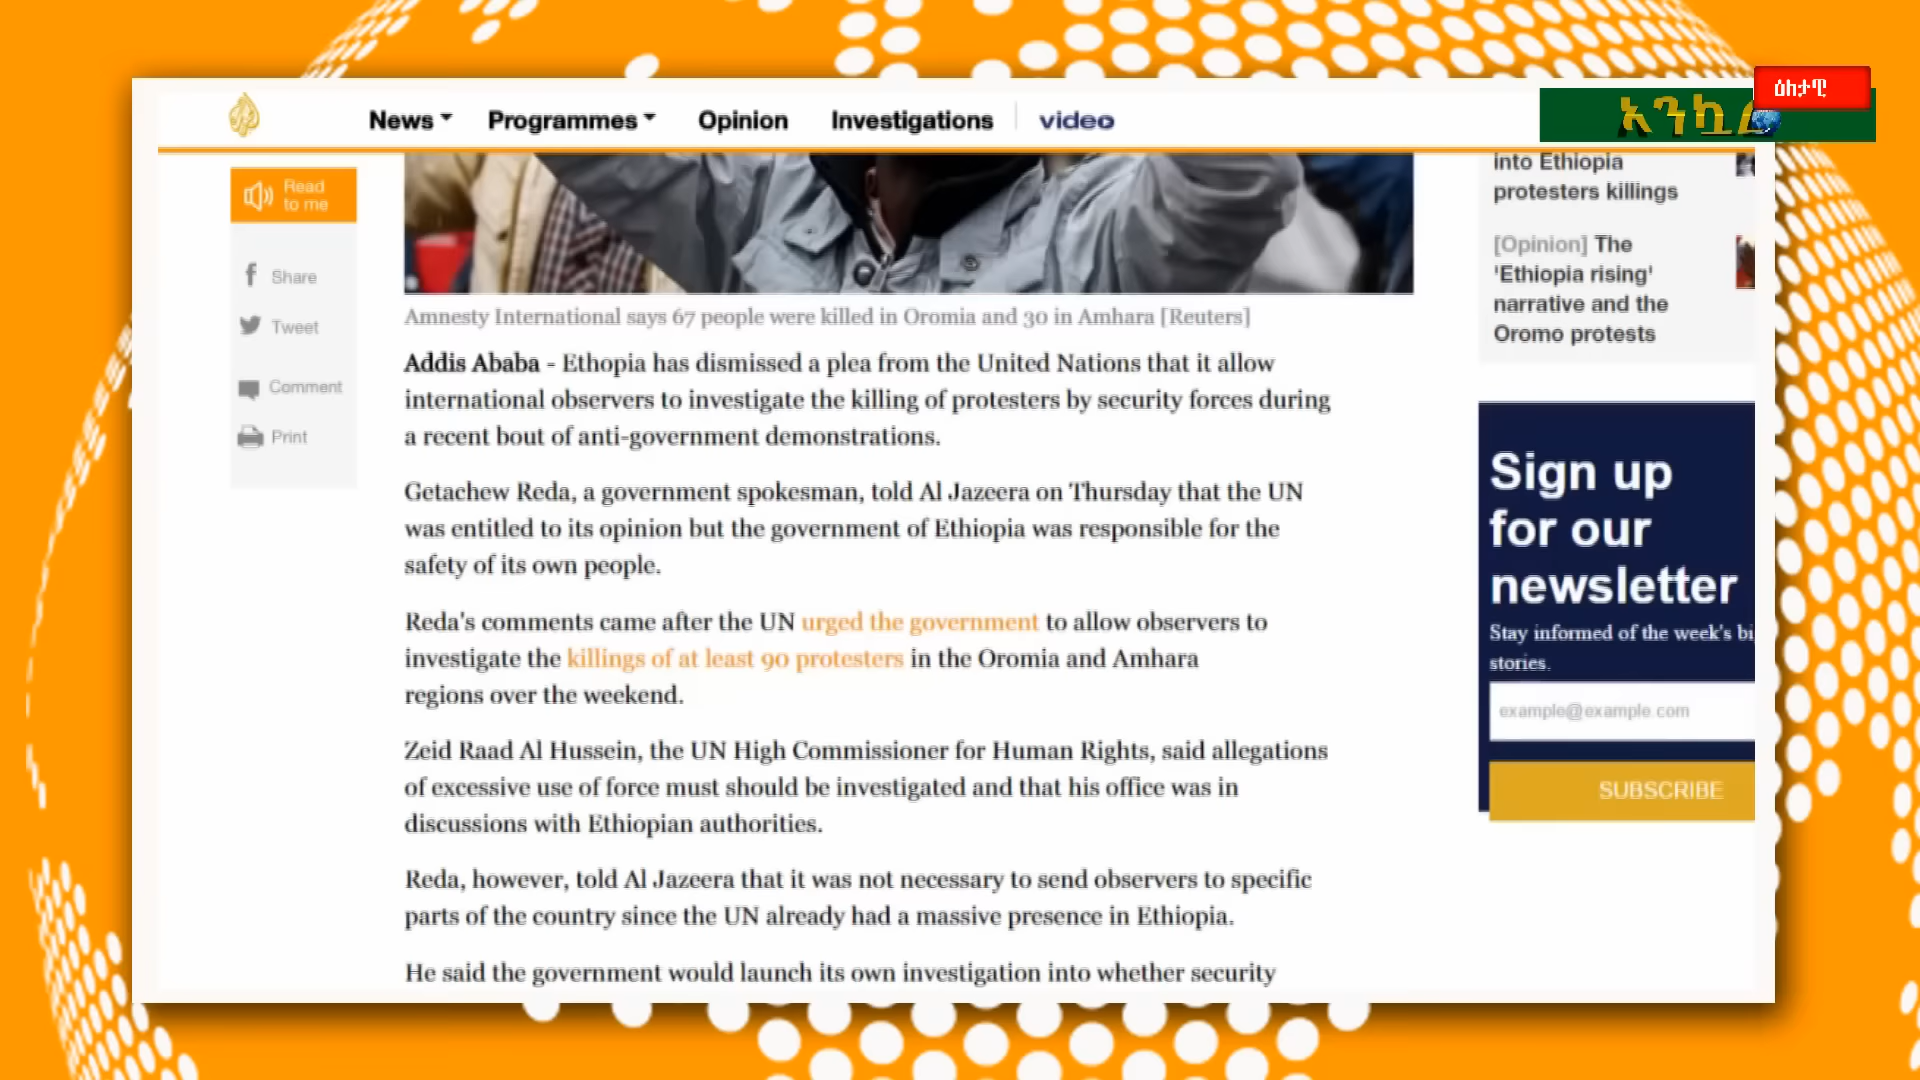 News Programmes Opinion Investigations video
ዕለታዊ
Read
to me
Share
Tweet
Comment
Print
Amnesty International says 67 people were killed in Oromia and 30 in Amhara [Reuters]
Addis Ababa - Ethopia has dismissed a plea from the United Nations that it allow
international observers to investigate the killing of protesters by security forces during
a recent bout of anti-government demonstrations.
Getachew Reda, a government spokesman, told Al Jazeera on Thursday that the UN
was entitled to its opinion but the government of Ethiopia was responsible for the
safety of its own people.
Reda's comments came after the UN urged the government to allow observers to
investigate the killings of at least 90 protesters in the Oromia and Amhara
regions over the weekend.
Zeid Raad Al Hussein, the UN High Commissioner for Human Rights, said allegations
of excessive use of force must should be investigated and that his office was in
discussions with Ethiopian authorities.
Reda, however, told Al Jazeera that it was not necessary to send observers to specific
parts of the country since the UN already had a massive presence in Ethiopia.
He said the government would launch its own investigation into whether security
into Ethiopia
protesters killings
[Opinion] The
'Ethiopia rising'
narrative and the
Oromo protests
Sign up
for our
newsletter
Stay informed of the week's bi
stories.
example@example.com
SUBSCRIBE